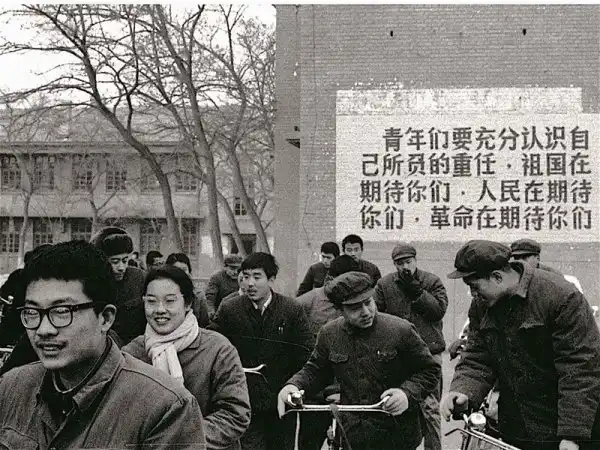 青年们要充分认识自
己所负的重任·祖国在
期待你们·人民在期待
你们·革命在期待你们